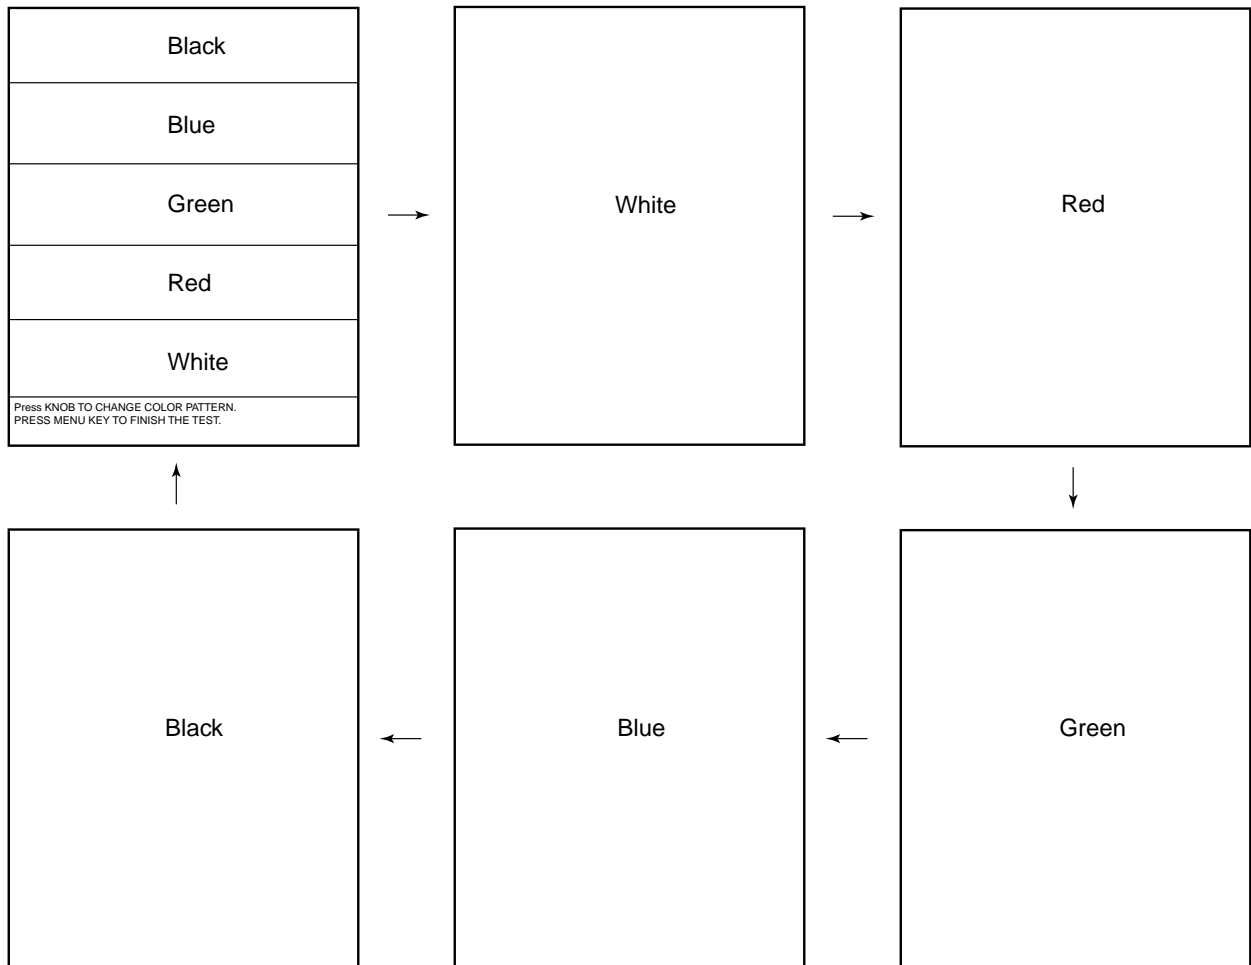 Black
Blue
Green
Red
White
Press KNOB TO CHANGE COLOR PATTERN.
PRESS MENU KEY TO FINISH THE TEST.
White
Red
Black
Blue
Green